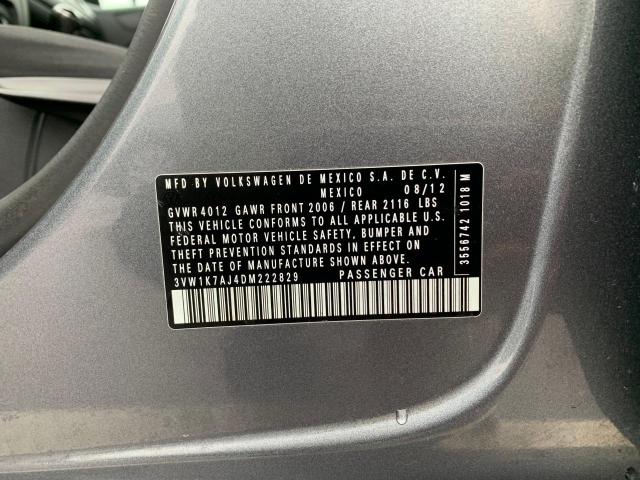 MFD BY VOLKSWAGEN DE MEXICO S.A. DE C.V.
MEXICO 08/12
GVWR 4012 GAWR FRONT 2006 / REAR 2116 LBS
THIS VEHICLE CONFORMS TO ALL APPLICABLE U.S.
FEDERAL MOTOR VEHICLE SAFETY, BUMPER AND
THEFT PREVENTION STANDARDS IN EFFECT ON
THE DATE OF MANUFACTURE SHOWN ABOVE.
3VW1K7AJ4DM222829 PASSENGER CAR
3556742 1018 M